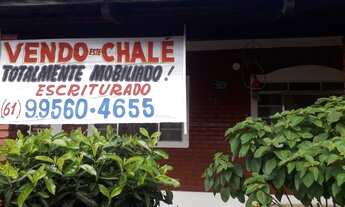 VENDO este CHALÉ
TOTALMENTE MOBILIADO!
ESCRITURADO
(61) 99560-4655